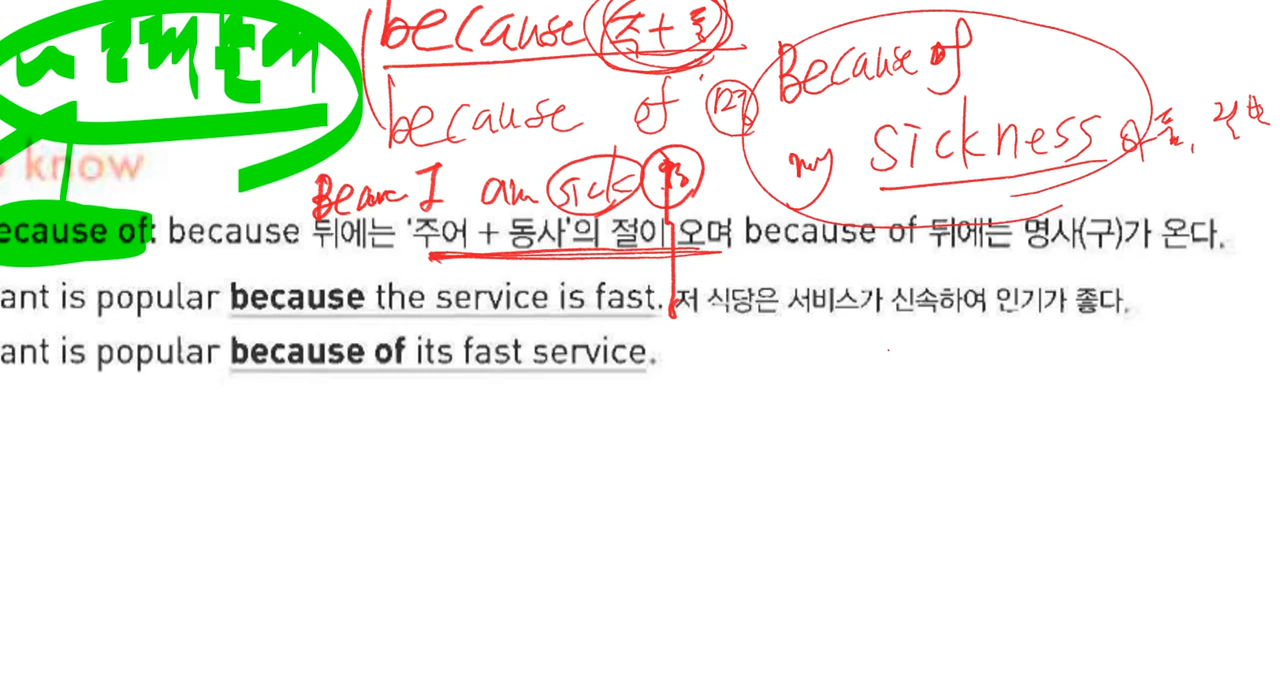 ~ 때문에
because 주+동
because of 명
Because of
my sickness 아픔, 질병
know
I am sick 형
ecause of: because 뒤에는 '주어 + 동사'의 절이 오며 because of 뒤에는 명사(구)가 온다.
ant is popular because the service is fast. 저 식당은 서비스가 신속하여 인기가 좋다.
ant is popular because of its fast service.